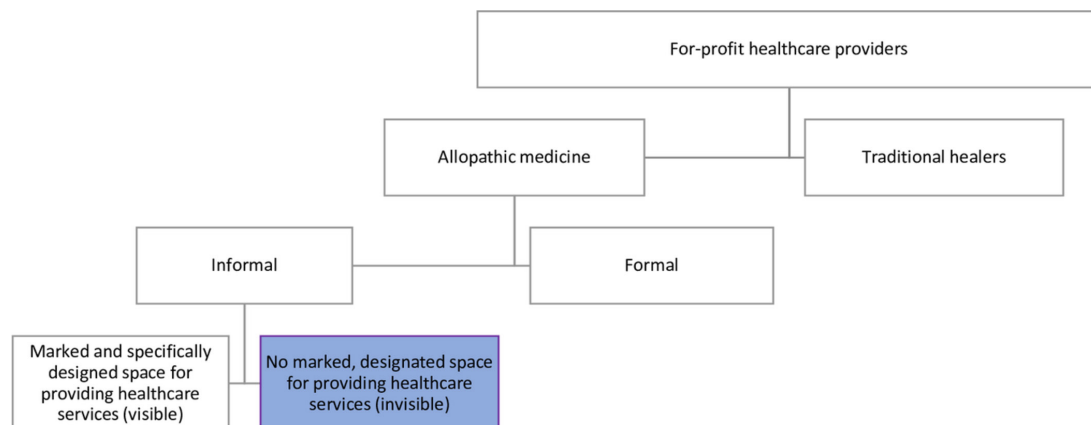 For-profit healthcare providers
Allopathic medicine
Traditional healers
Informal
Formal
Marked and specifically
designed space for
providing healthcare
services (visible)
No marked, designated space
for providing healthcare
services (invisible)